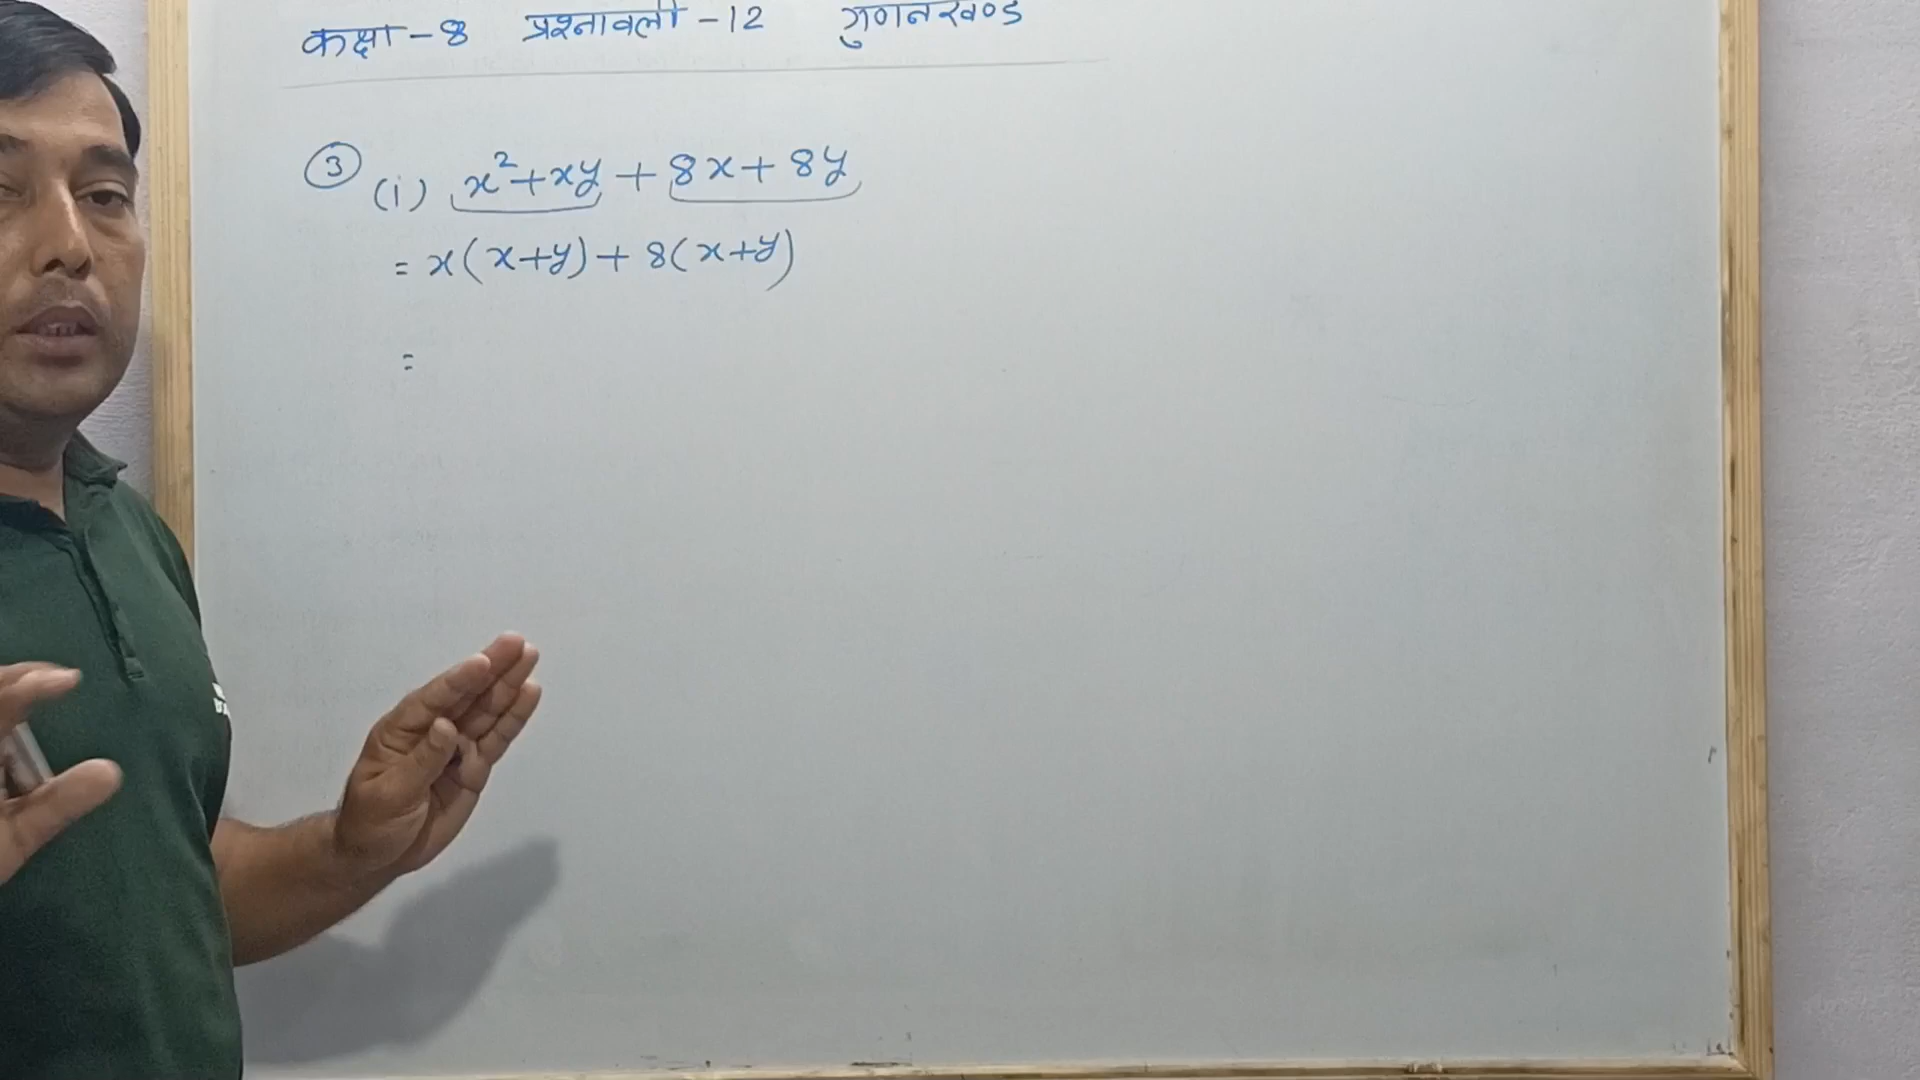 कक्षा - 8 प्रश्नावली - 12 गुणनखण्ड
③ (i) x² + xy + 8x + 8y
= x(x+y) + 8(x+y)
=